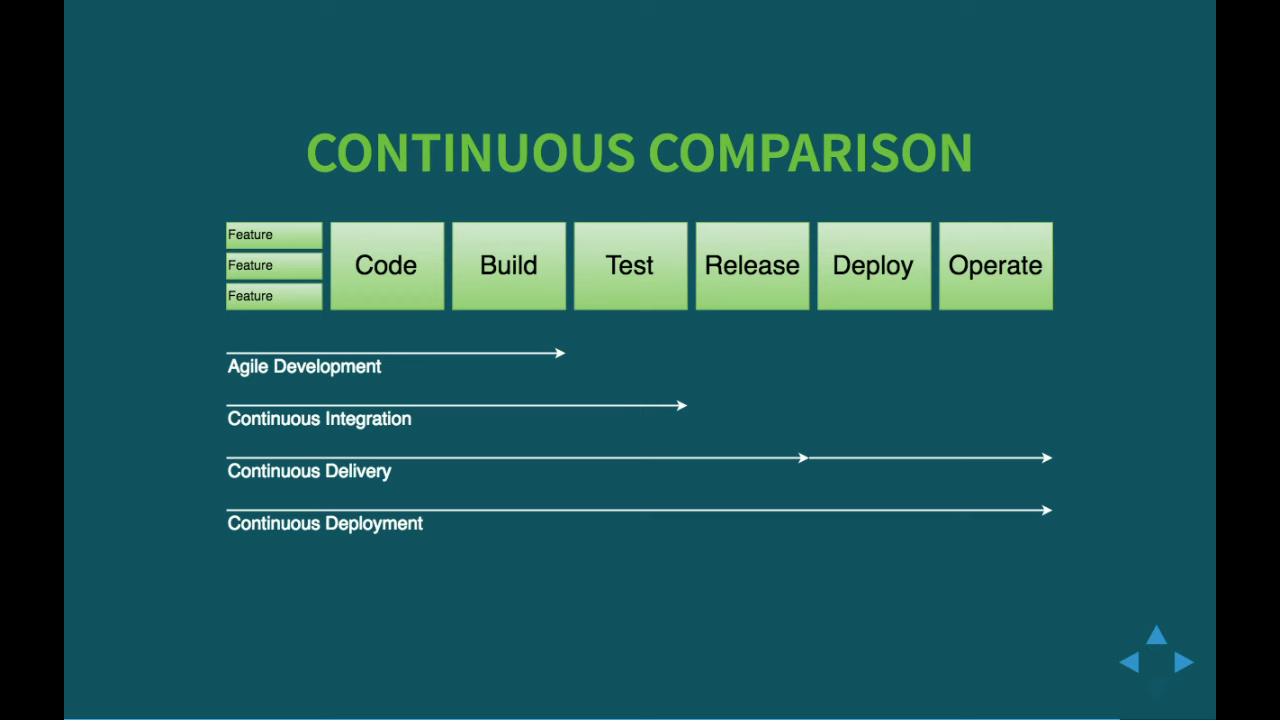 CONTINUOUS COMPARISON
Feature
Feature
Feature
Code
Build
Test
Release
Deploy
Operate
Agile Development
Continuous Integration
Continuous Delivery
Continuous Deployment